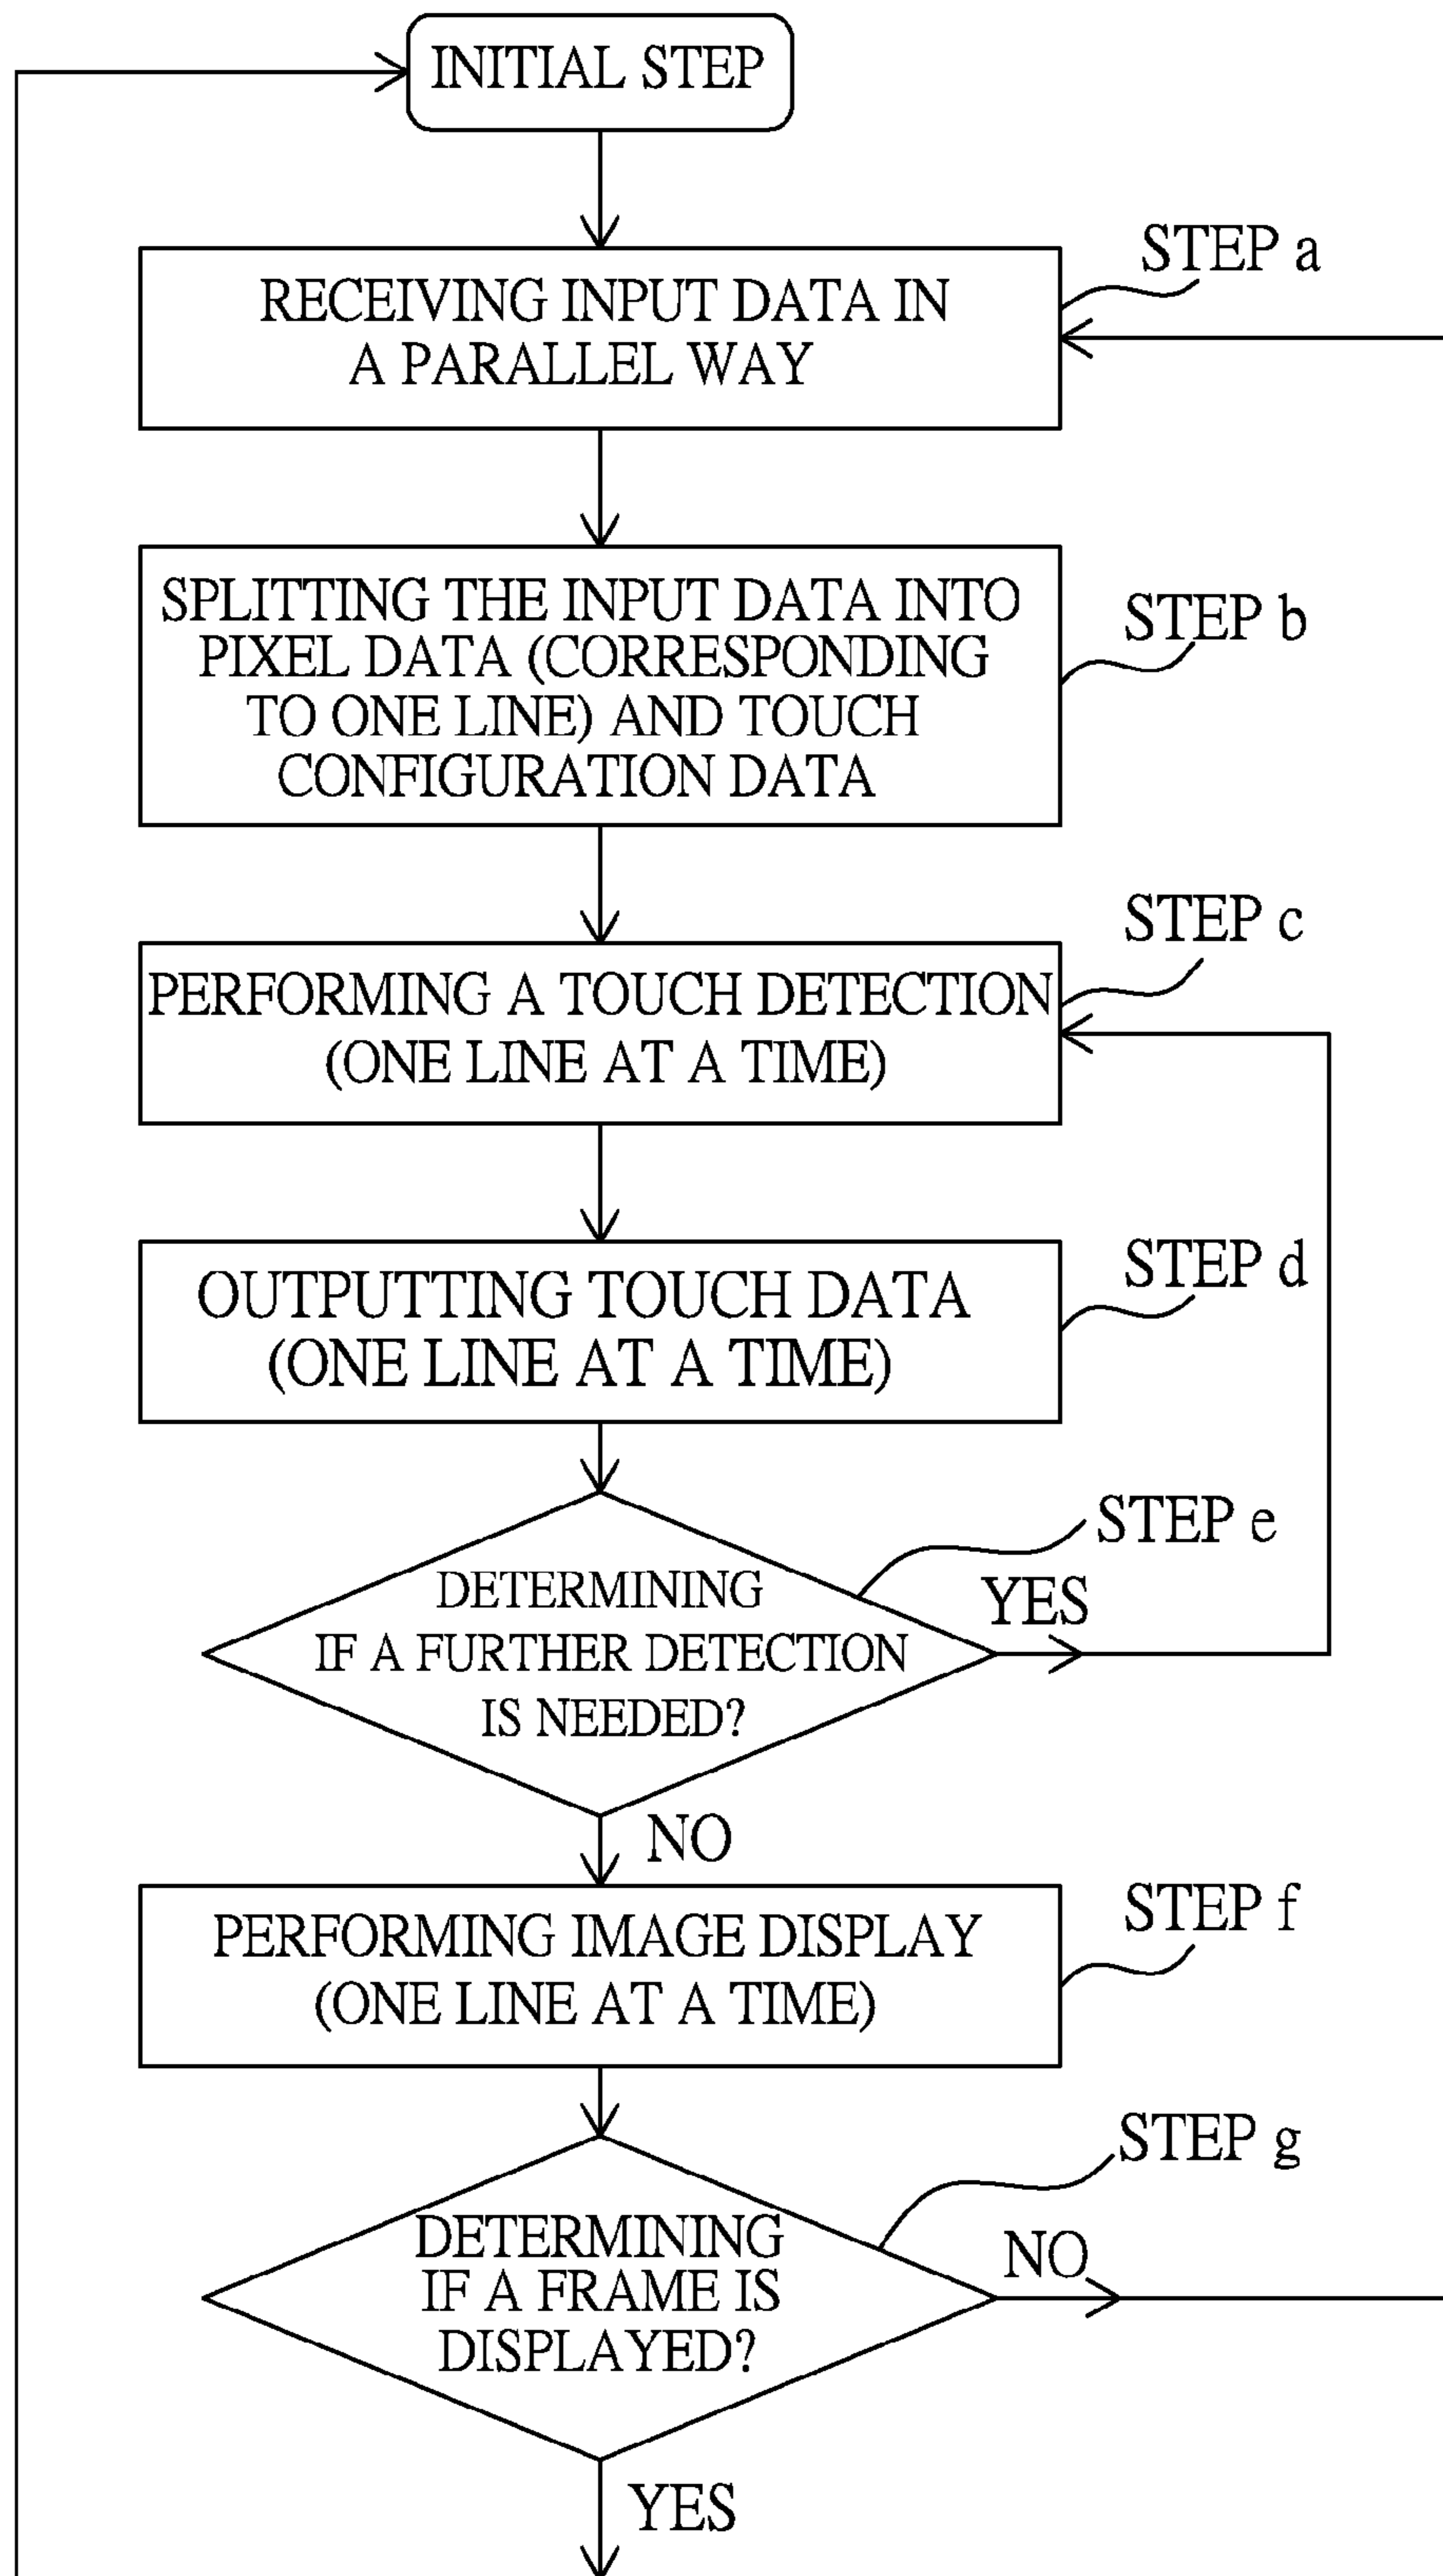 INITIAL STEP
STEP a
RECEIVING INPUT DATA IN
A PARALLEL WAY
SPLITTING THE INPUT DATA INTO
PIXEL DATA (CORRESPONDING
TO ONE LINE) AND TOUCH
CONFIGURATION DATA
STEP b
STEP c
PERFORMING A TOUCH DETECTION
(ONE LINE AT A TIME)
STEP d
OUTPUTTING TOUCH DATA
(ONE LINE AT A TIME)
STEP e
DETERMINING
IF A FURTHER DETECTION
IS NEEDED?
YES
NO
STEP f
PERFORMING IMAGE DISPLAY
(ONE LINE AT A TIME)
STEP g
DETERMINING
IF A FRAME IS
DISPLAYED?
NO
YES